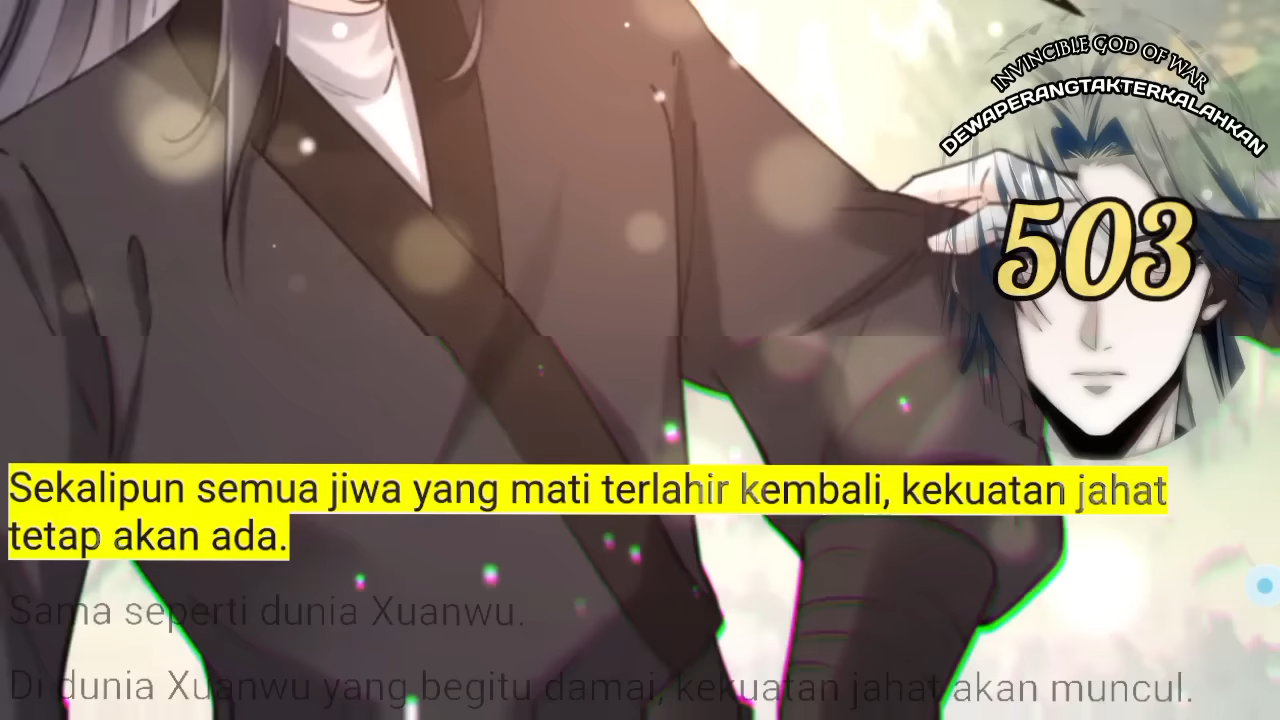 INVINCIBLE GOD OF WAR
DEWAPERANGTAKTERKALAHKAN
503
Sekalipun semua jiwa yang mati terlahir kembali, kekuatan jahat
tetap akan ada.
Sama seperti dunia Xuanwu.
Di dunia Xuanwu yang begitu damai, kekuatan jahat akan muncul.